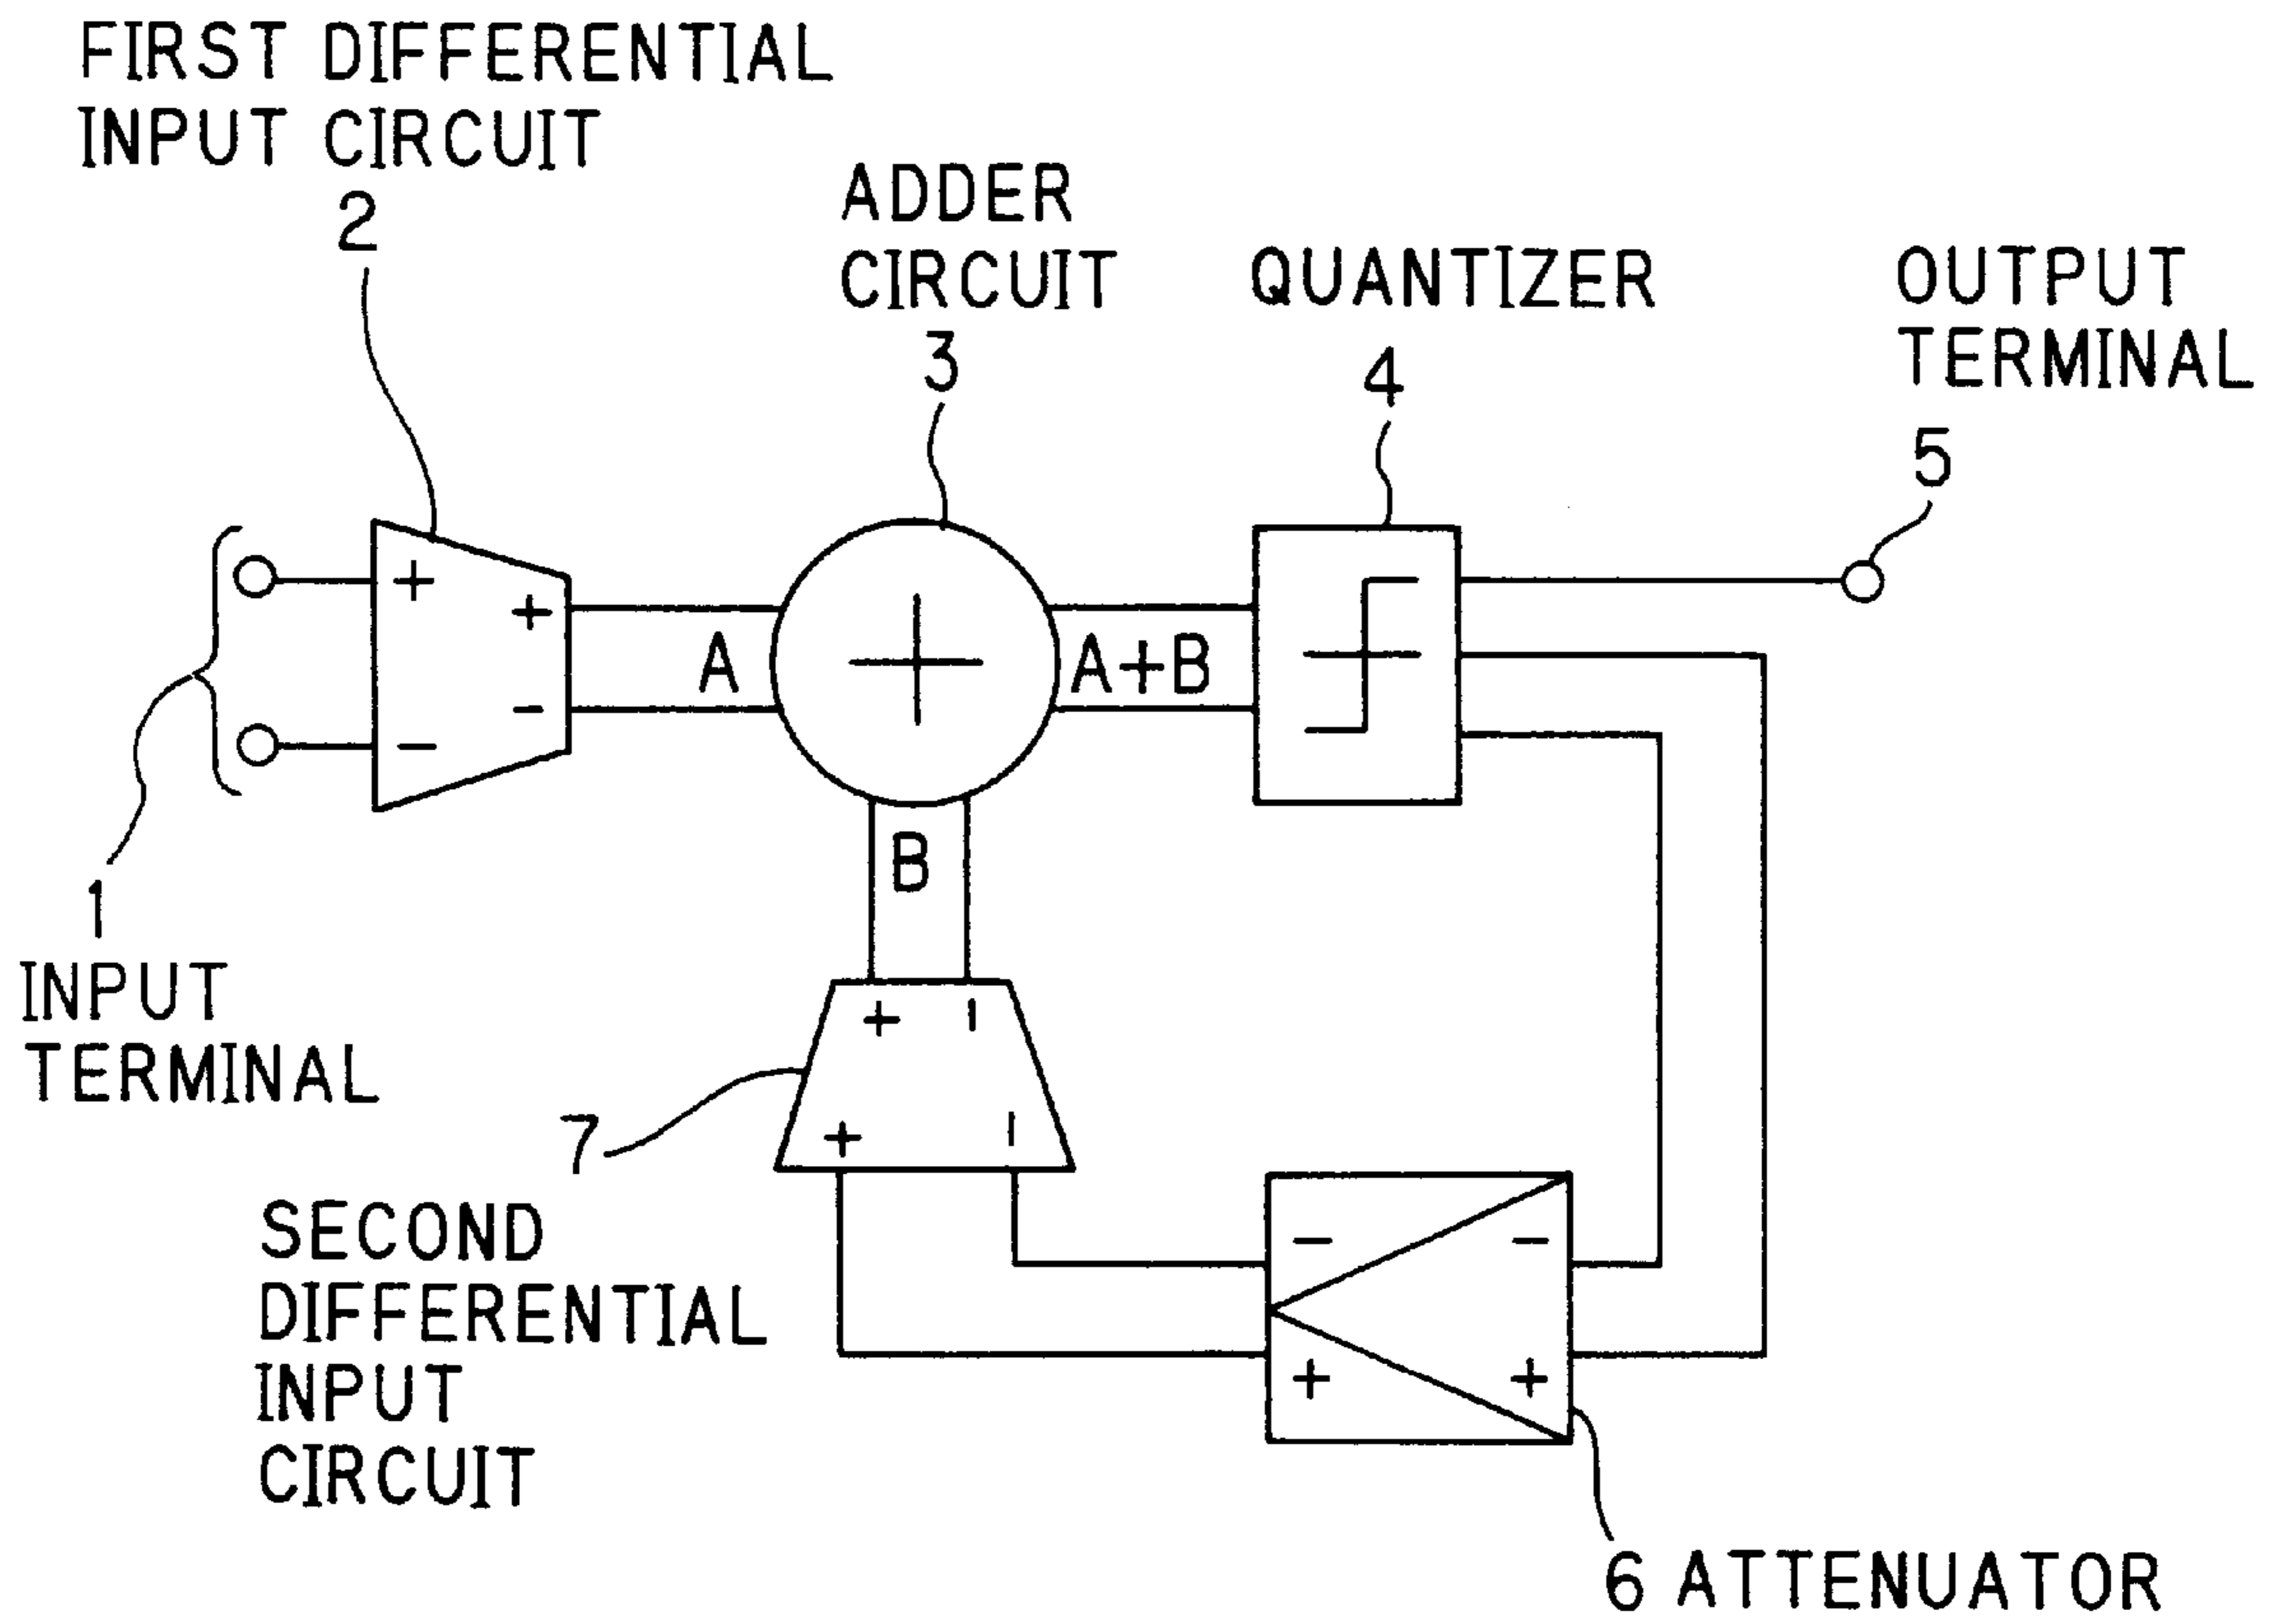 FIRST DIFFERENTIAL
INPUT CIRCUIT
2
ADDER
CIRCUIT
3
QUANTIZER
4
OUTPUT
TERMINAL
5
+
+
-
-
A
+
A+B
1
INPUT
TERMINAL
B
+
-
+
-
7
SECOND
DIFFERENTIAL
INPUT
CIRCUIT
-
-
+
+
6 ATTENUATOR